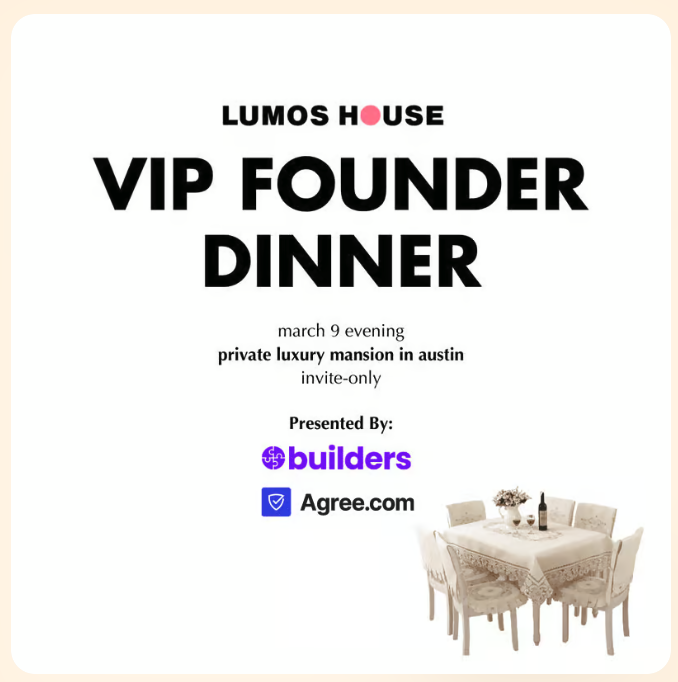 LUMOS HOUSE
VIP FOUNDER
DINNER
march 9 evening
private luxury mansion in austin
invite-only
Presented By:
builders
Agree.com